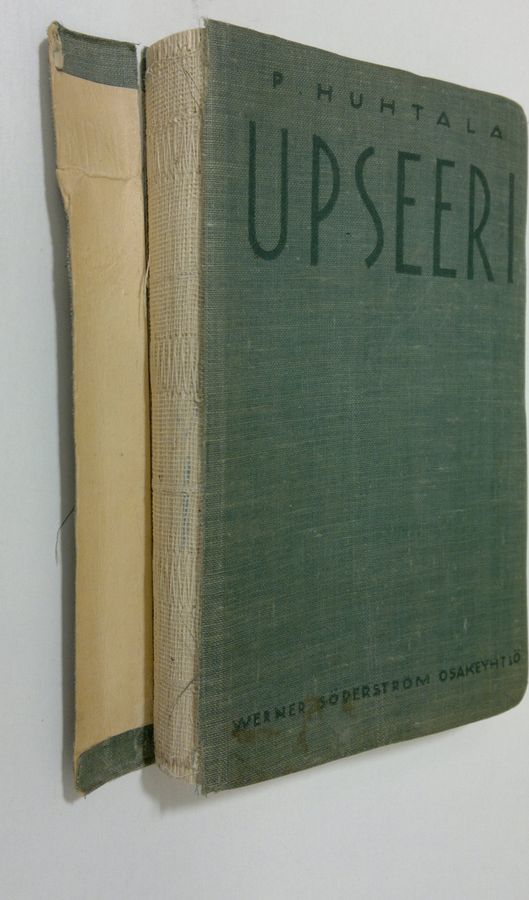 P. HUHTALA
UPSEERI
WERNER SÖDERSTRÖM OSAKEYHTIÖ